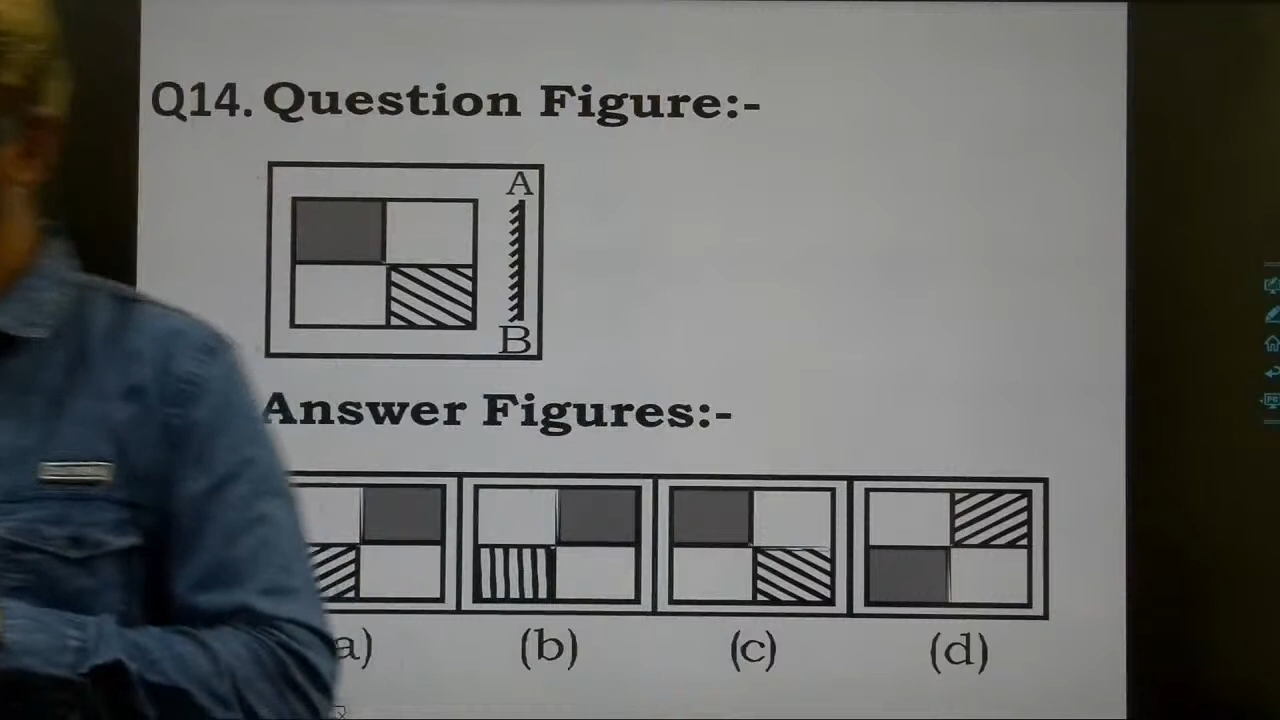 Q14. Question Figure:-
A
B
Answer Figures:-
a) (b) (c) (d)